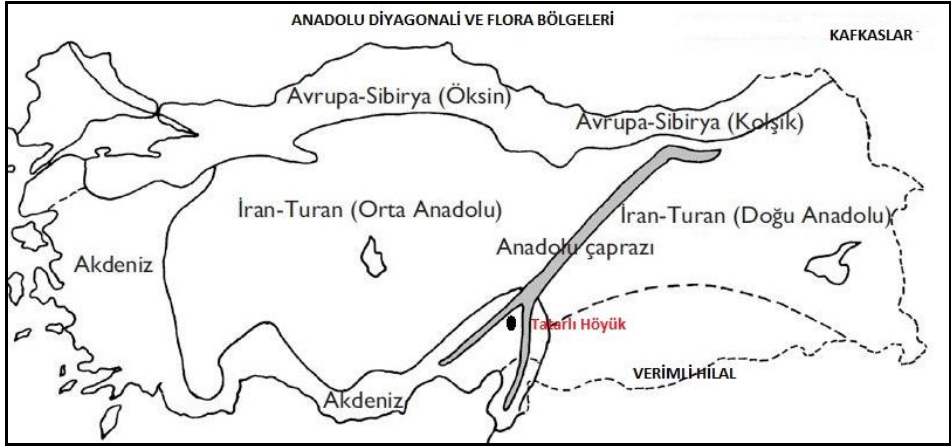 ANADOLU DİYAGONALİ VE FLORA BÖLGELERİ
KAFKASLAR
Avrupa-Sibirya (Öksin)
Avrupa-Sibirya (Kolşik)
İran-Turan (Orta Anadolu)
İran-Turan (Doğu Anadolu)
Anadolu çaprazı
Akdeniz
Tatarlı Höyük
VERİMLİ HİLAL
Akdeniz